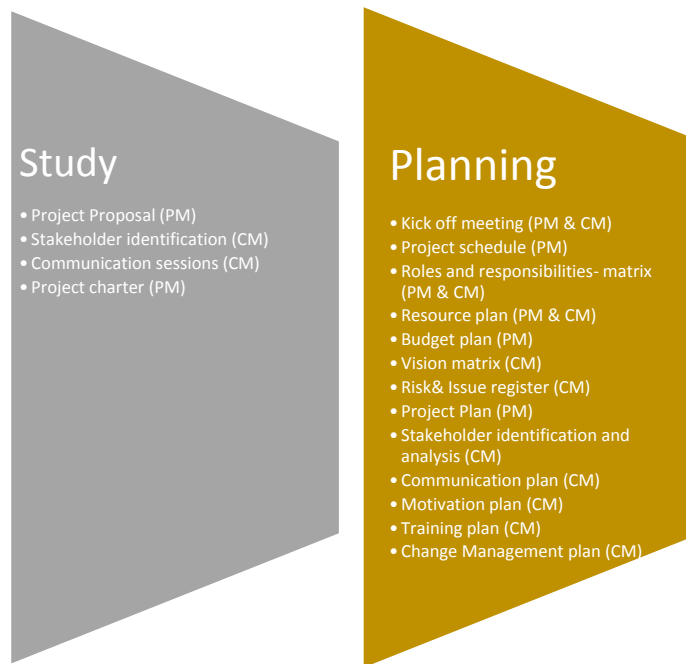 Study
• Project Proposal (PM)
• Stakeholder identification (CM)
• Communication sessions (CM)
• Project charter (PM)
Planning
• Kick off meeting (PM & CM)
• Project schedule (PM)
• Roles and responsibilities- matrix
(PM & CM)
• Resource plan (PM & CM)
• Budget plan (PM)
• Vision matrix (CM)
• Risk& Issue register (CM)
• Project Plan (PM)
• Stakeholder identification and
analysis (CM)
• Communication plan (CM)
• Motivation plan (CM)
• Training plan (CM)
• Change Management plan (CM)